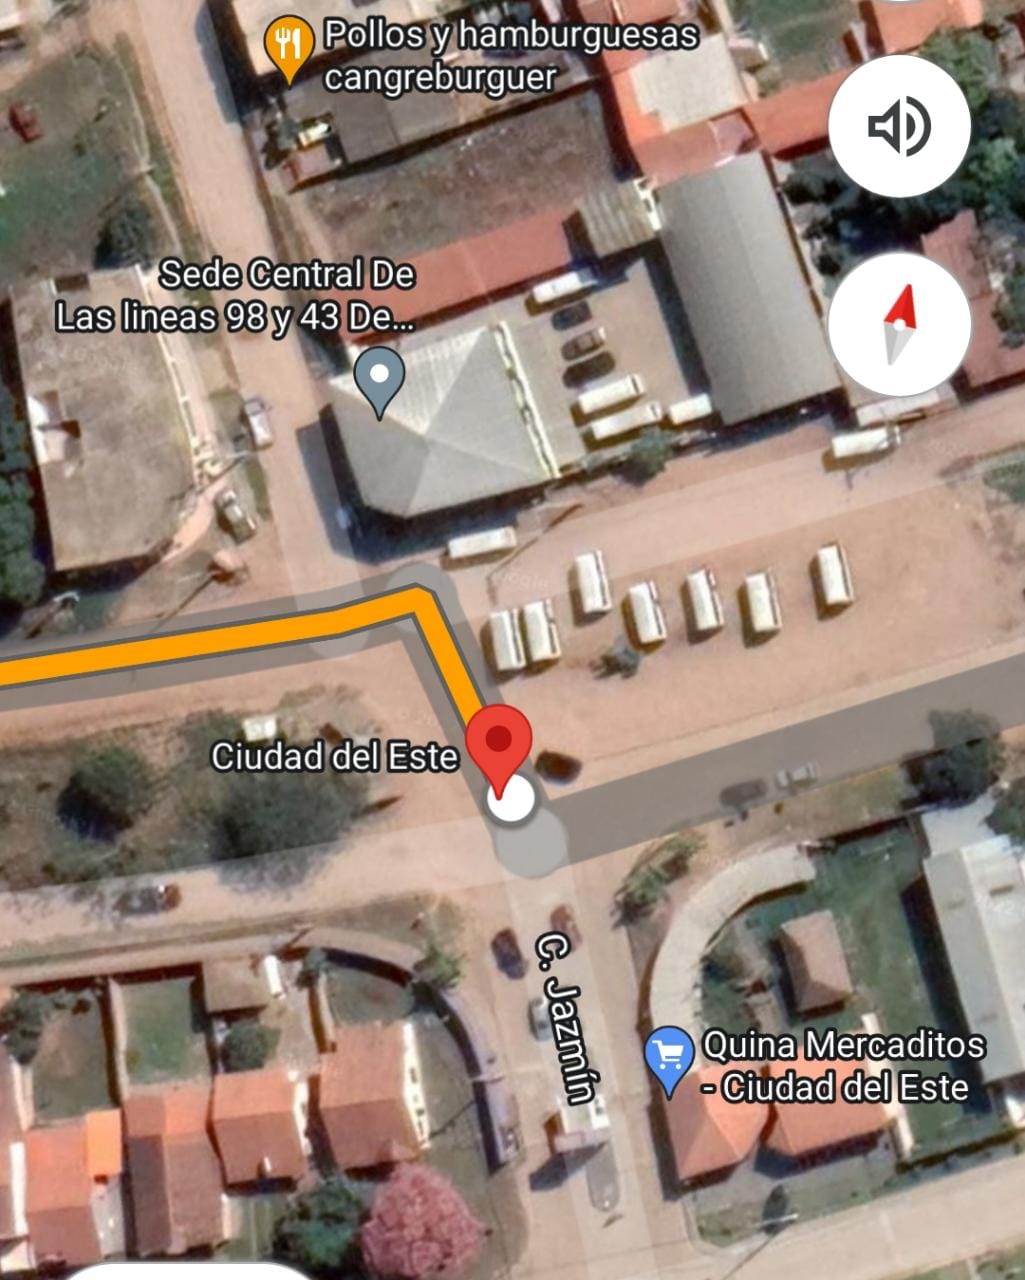 Pollos y hamburguesas
cangreburguer
Sede Central De
Las lineas 98 y 43 De...
Ciudad del Este
C. Jazmín
Quina Mercaditos
- Ciudad del Este